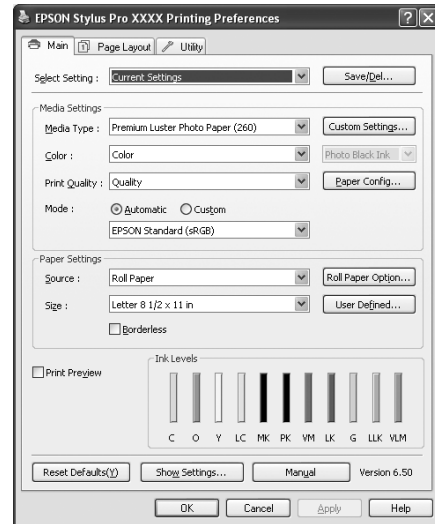 EPSON Stylus Pro XXXX Printing Preferences
Main Page Layout Utility
Select Setting : Current Settings Save/Del...
Media Settings
Media Type : Premium Luster Photo Paper (260) Custom Settings...
Color : Color Photo Black Ink
Print Quality : Quality Paper Config...
Mode : Automatic Custom
EPSON Standard (sRGB)
Paper Settings
Source : Roll Paper Roll Paper Option...
Size : Letter 8 1/2 x 11 in User Defined...
Borderless
Print Preview
Ink Levels
C O Y LC MK PK VM LK G LLK VLM
Reset Defaults(Y) Show Settings... Manual Version 6.50
OK Cancel Apply Help